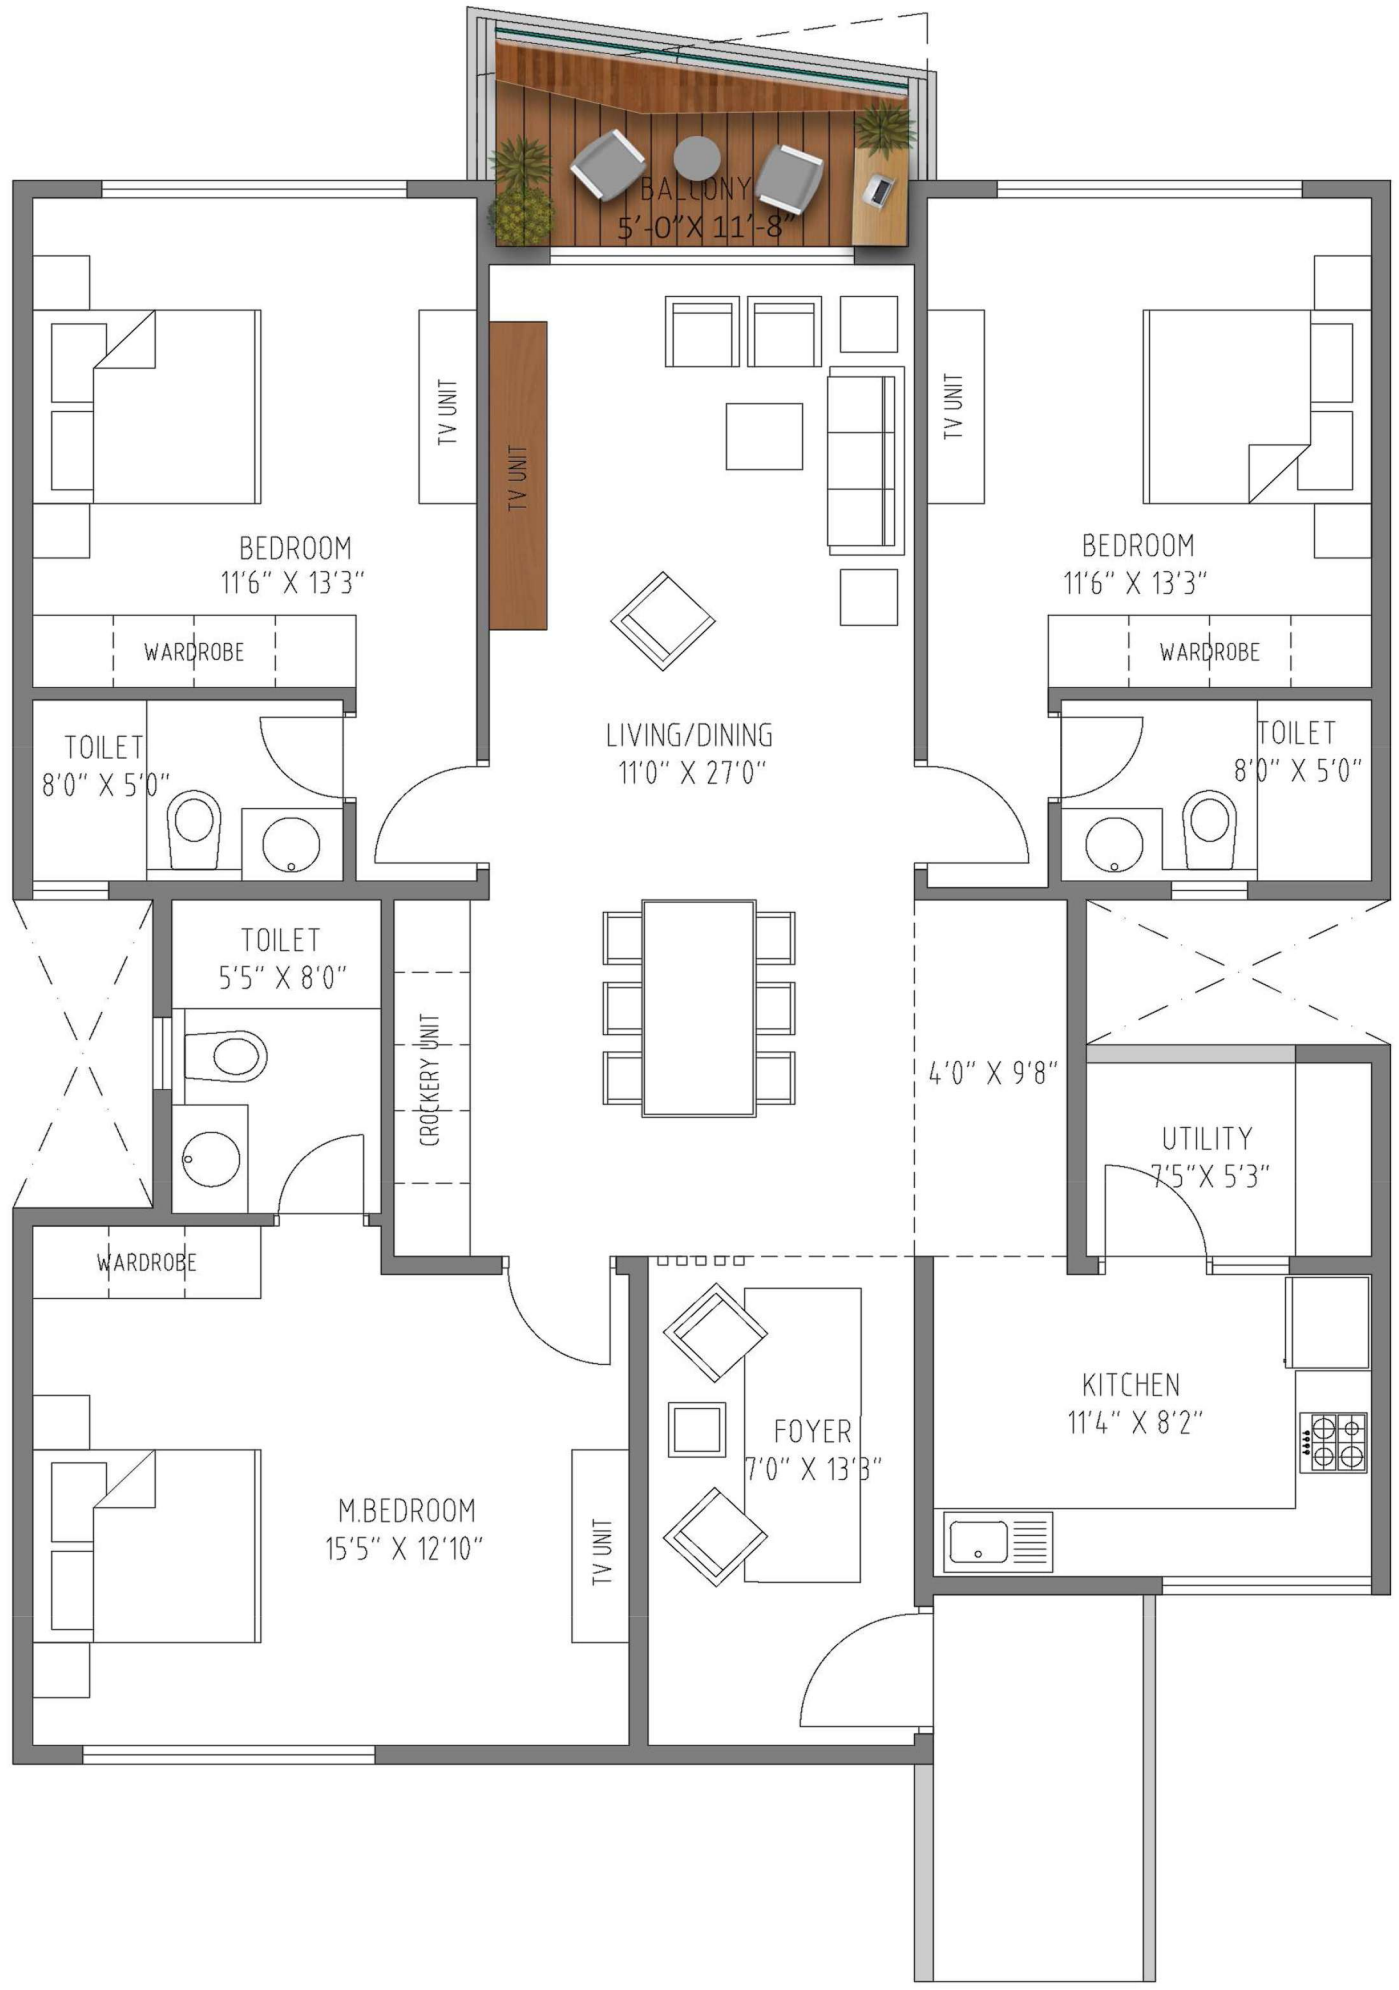 BALCONY
5'-0"X 11'-8"
TV UNIT
TV UNIT
TV UNIT
BEDROOM
11'6" X 13'3"
BEDROOM
11'6" X 13'3"
WARDROBE
WARDROBE
LIVING/DINING
11'0" X 27'0"
TOILET
8'0" X 5'0"
TOILET
8'0" X 5'0"
TOILET
5'5" X 8'0"
CROCKERY UNIT
4'0" X 9'8"
UTILITY
7'5"X 5'3"
WARDROBE
KITCHEN
11'4" X 8'2"
FOYER
7'0" X 13'3"
M.BEDROOM
15'5" X 12'10"
TV UNIT